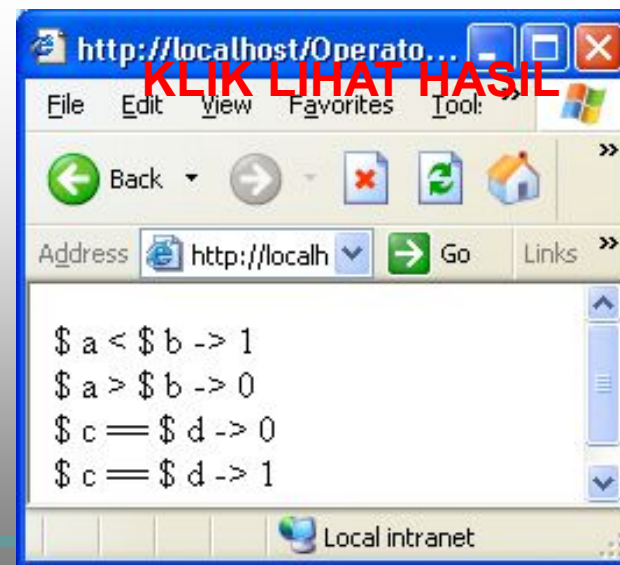 http://localhost/Operato...
KLIK LIHAT HASIL
File Edit View Favorites Tools »
Back »
Address http://localh Go Links »
$ a < $ b -> 1
$ a > $ b -> 0
$ c == $ d -> 0
$ c == $ d -> 1
Local intranet